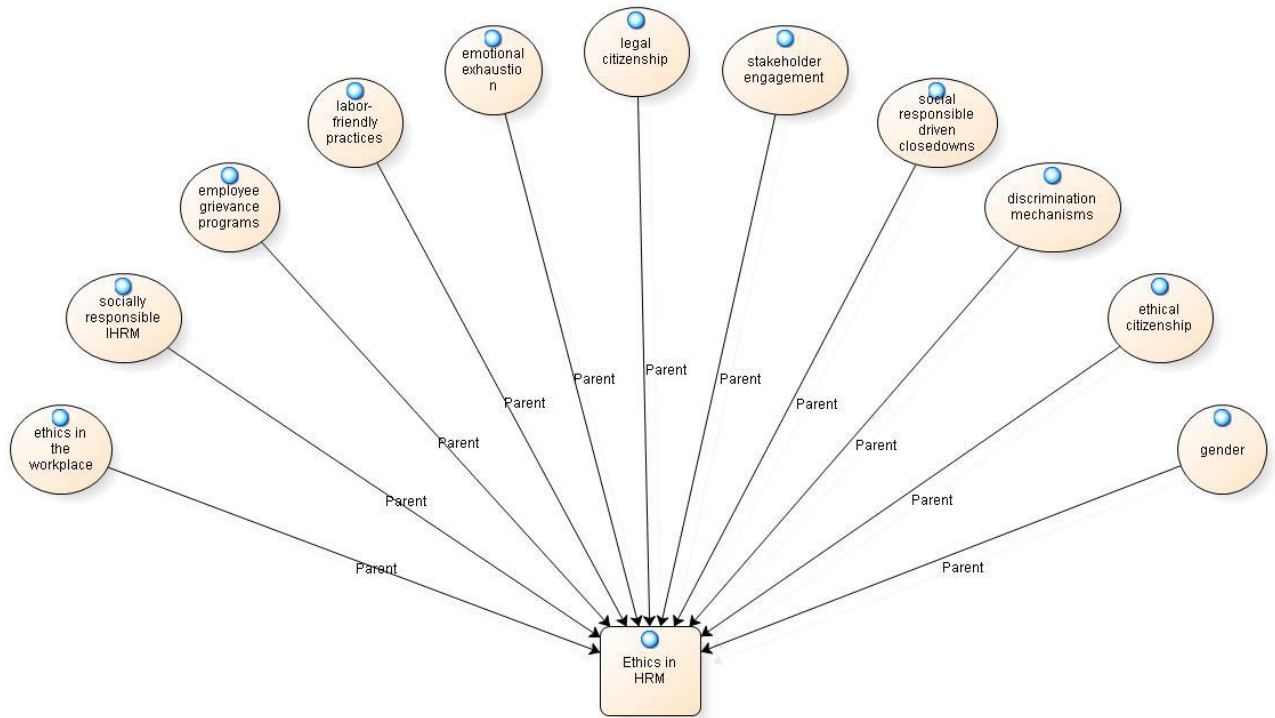 legal
citizenship
emotional
exhaustio
n
stakeholder
engagement
labor-
friendly
practices
social
responsible
driven
closedowns
employee
grievance
programs
discrimination
mechanisms
socially
responsible
IHRM
ethical
citizenship
ethics in
the
workplace
gender
Parent
Parent
Parent
Parent
Parent
Parent
Parent
Parent
Parent
Parent
Parent
Ethics in
HRM